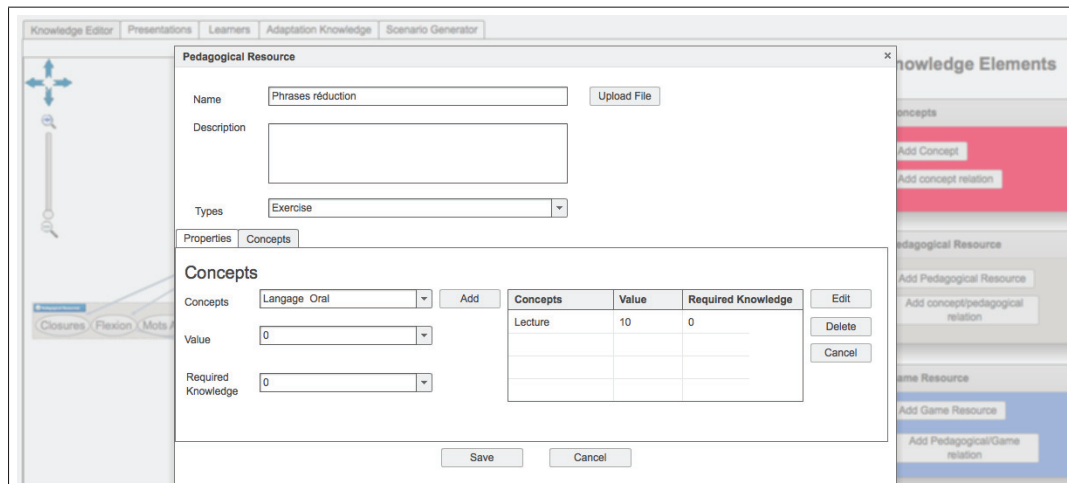 Knowledge Editor Presentations Learners Adaptation Knowledge Scenario Generator
Pedagogical Resource ×
nowledge Elements
Name Phrases réduction Upload File
oncepts
Description
Add Concept
Add concept relation
Types Exercise
Properties Concepts
edagogical Resource
Concepts
Add Pedagogical Resource
Concepts Langage Oral Add Concepts Value Required Knowledge Edit
Add concept/pedagogical
relation
Lecture 10 0
Closures Flexion Mots A
Value 0
Delete
Cancel
Required
Knowledge 0
ame Resource
Add Game Resource
Add Pedagogical/Game
relation
Save Cancel